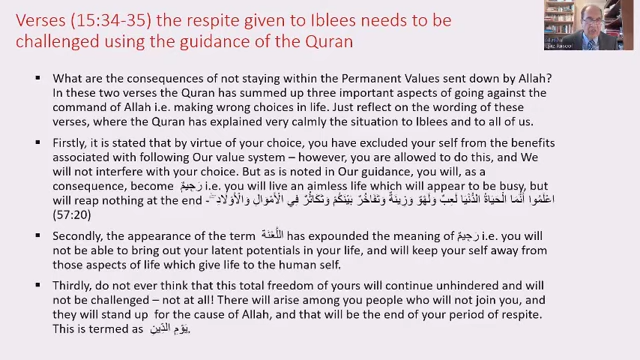 Verses (15:34-35) the respite given to Iblees needs to be
challenged using the guidance of the Quran
▪ What are the consequences of not staying within the Permanent Values sent down by Allah?
In these two verses the Quran has summed up three important aspects of going against the
command of Allah i.e. making wrong choices in life. Just reflect on the wording of these
verses, where the Quran has explained very calmly the situation to Iblees and to all of us.
▪ Firstly, it is stated that by virtue of your choice, you have excluded your self from the benefits
associated with following Our value system – however, you are allowed to do this, and We
will not interfere with your choice. But as is noted in Our guidance, you will, as a
consequence, become رَجِيمٌ i.e. you will live an aimless life which will appear to be busy, but
will reap nothing at the end - اعْلَمُوا أَنَّمَا الْحَيَاةُ الدُّنْيَا لَعِبٌ وَلَهْوٌ وَزِينَةٌ وَتَفَاخُرٌ بَيْنَكُمْ وَتَكَاثُرٌ فِي الْأَمْوَالِ وَالْأَوْلَادِ ۖ
(57:20)
▪ Secondly, the appearance of the term اللَّعْنَةَ has expounded the meaning of رَجِيمٌ i.e. you will
not be able to bring out your latent potentials in your life, and will keep your self away from
those aspects of life which give life to the human self.
▪ Thirdly, do not ever think that this total freedom of yours will continue unhindered and will
not be challenged – not at all! There will arise among you people who will not join you, and
they will stand up for the cause of Allah, and that will be the end of your period of respite.
This is termed as يَوْمِ الدِّينِ.